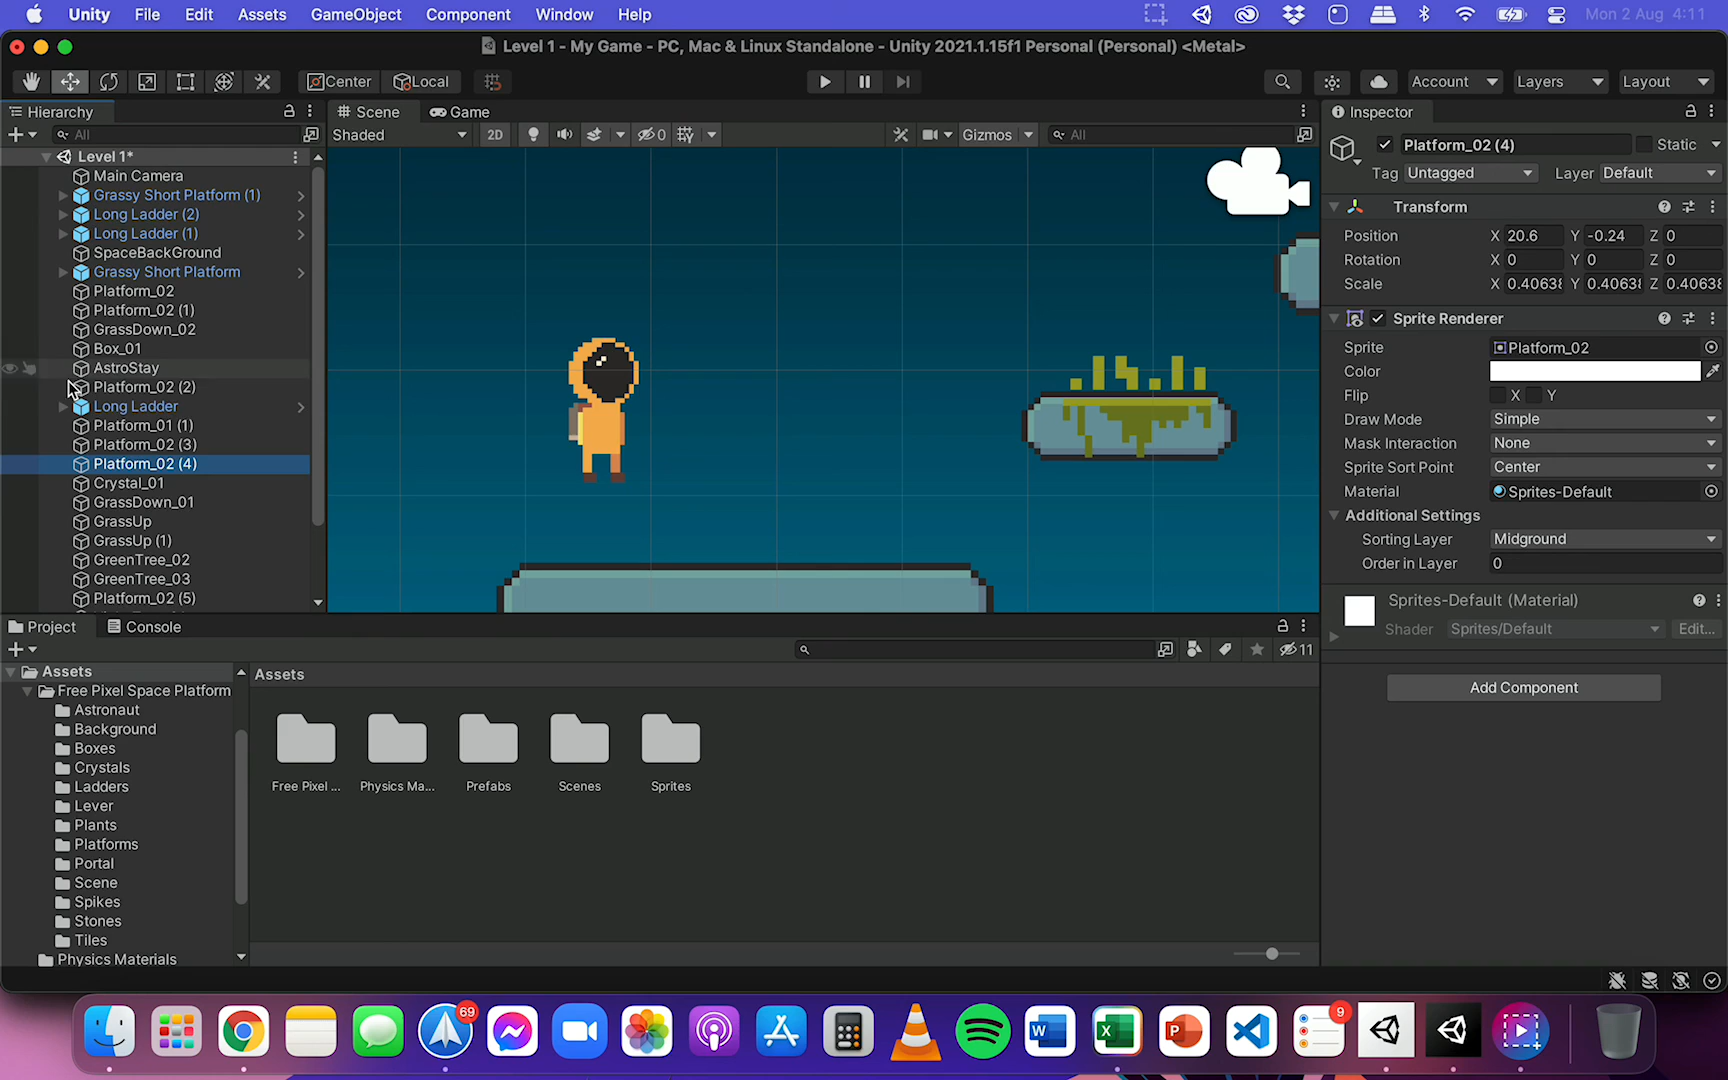 Unity File Edit Assets GameObject Component Window Help Mon 2 Aug 4:11
Level 1 - My Game - PC, Mac & Linux Standalone - Unity 2021.1.15f1 Personal (Personal) <Metal>
Center Local Account Layers Layout
Hierarchy Scene Game Inspector
All Shaded 2D 0 Gizmos All
Platform_02 (4) Static
Tag Untagged Layer Default
Level 1*
Main Camera
Grassy Short Platform (1)
Long Ladder (2)
Long Ladder (1)
SpaceBackGround
Grassy Short Platform
Platform_02
Platform_02 (1)
GrassDown_02
Box_01
AstroStay
Platform_02 (2)
Long Ladder
Platform_01 (1)
Platform_02 (3)
Platform_02 (4)
Crystal_01
GrassDown_01
GrassUp
GrassUp (1)
GreenTree_02
GreenTree_03
Platform_02 (5)
Transform
Position X 20.6 Y -0.24 Z 0
Rotation X 0 Y 0 Z 0
Scale X 0.4063 Y 0.4063 Z 0.4063
Sprite Renderer
Sprite Platform_02
Color
Flip X Y
Draw Mode Simple
Mask Interaction None
Sprite Sort Point Center
Material Sprites-Default
Additional Settings
Sorting Layer Midground
Order in Layer 0
Sprites-Default (Material)
Shader Sprites/Default Edit...
Add Component
Project Console
11
Assets
Free Pixel Space Platform
Astronaut
Background
Boxes
Crystals
Ladders
Lever
Plants
Platforms
Portal
Scene
Spikes
Stones
Tiles
Physics Materials
Assets
Free Pixel ... Physics Ma... Prefabs Scenes Sprites
69 9
W X P